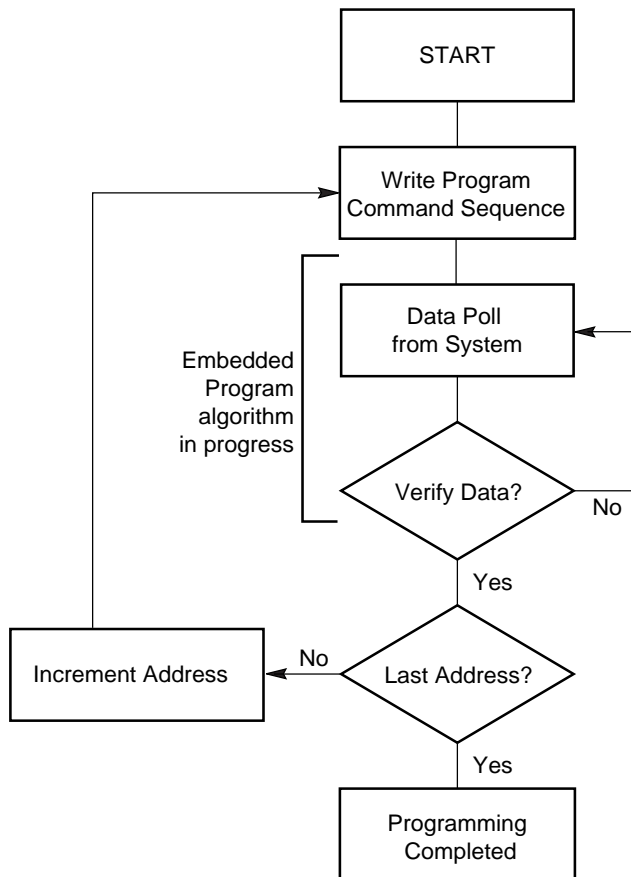 START
Write Program
Command Sequence
Data Poll
from System
Embedded
Program
algorithm
in progress
Verify Data?
No
Yes
Increment Address
No
Last Address?
Yes
Programming
Completed